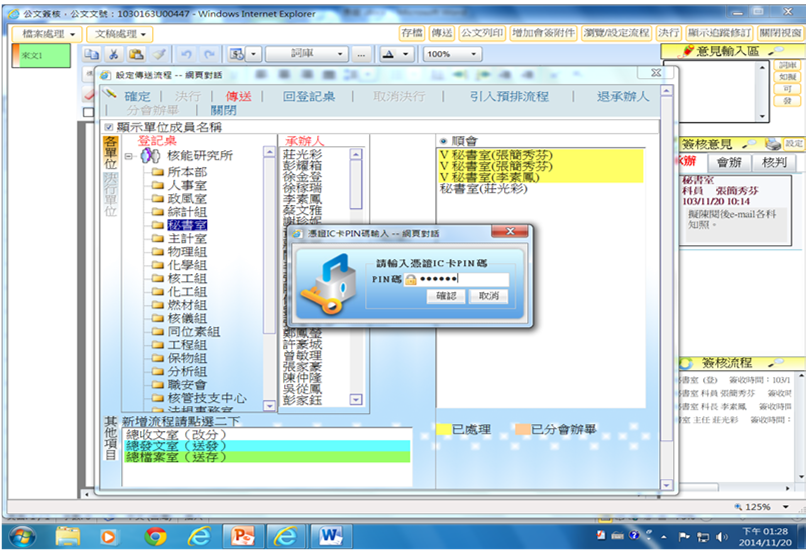 公文簽核，公文文號：1030163U00447 - Windows Internet Explorer
檔案處理
文稿處理
存檔 傳送 公文列印 增加會簽附件 瀏覽/設定流程 決行 顯示追蹤修訂 關閉視窗
來文1
詞庫
...
100%
意見輸入區
詞庫
如擬
可
發
設定傳送流程 -- 網頁對話
確定 | 決行 | 傳送 | 回登記桌 | 取消決行 | 引入預排流程 | 退承辦人
分會辦畢 | 關閉
顯示單位成員名稱
各單位
決行單位
登記桌
核能研究所
所本部
人事室
政風室
綜計組
秘書室
主計室
物理組
化學組
核工組
化工組
燃材組
核儀組
同位素組
工程組
保物組
分析組
職安會
核管技支中心
承辦人
莊光彩
彭耀箱
徐金登
徐稼瑞
李素鳳
蔡文雅
鄭鳳瑩
許豪城
曾敏理
張家豪
陳仲隆
吳從鳳
彭家鈺
順會
V 秘書室(張簡秀芬)
V 秘書室(張簡秀芬)
V 秘書室(李素鳳)
秘書室(莊光彩)
憑證IC卡PIN碼輸入 -- 網頁對話
請輸入憑證IC卡PIN碼
PIN碼 ••••••
確認 取消
其他項目
新增流程請點選二下
總收文室（改分）
總發文室（送發）
總檔案室（送存）
已處理 已分會辦畢
簽核意見 設定
承辦 會辦 核判
秘書室
科員 張簡秀芬
103/11/20 10:14
擬陳閱後e-mail各科
知照。
簽核流程
書室（登） 簽收時間：103/1
書室 科員 張簡秀芬 簽收時
書室 科長 李素鳳 簽收時間
書室 主任 莊光彩 簽收時間：
125%
下午 01:28
2014/11/20